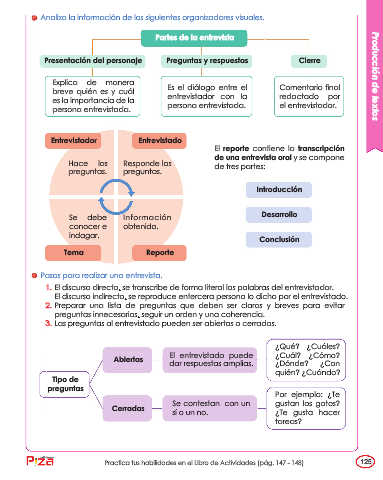 Analiza la información de los siguientes organizadores visuales.
Partes de la entrevista
Presentación del personaje
Preguntas y respuestas
Cierre
Explica de manera
breve quién es y cuál
es la importancia de la
persona entrevistada.
Es el diálogo entre el
entrevistador con la
persona entrevistada.
Comentario final
redactado por
el entrevistador.
Producción de textos
Entrevistador
Entrevistado
Hace las
preguntas.
Responde las
preguntas.
Se debe
conocer e
indagar.
Información
obtenida.
Tema
Reporte
El reporte contiene la transcripción
de una entrevista oral y se compone
de tres partes:
Introducción
Desarrollo
Conclusión
Pasos para realizar una entrevista.
1. El discurso directo, se transcribe de forma literal las palabras del entrevistador.
El discurso indirecto, se reproduce entercera persona lo dicho por el entrevistado.
2. Preparar una lista de preguntas que deben ser claras y breves para evitar
preguntas innecesarias, seguir un orden y una coherencia.
3. Las preguntas al entrevistado pueden ser abiertas o cerradas.
Tipo de
preguntas
Abiertas
El entrevistado puede
dar respuestas amplias.
¿Qué? ¿Cuáles?
¿Cuál? ¿Cómo?
¿Dónde? ¿Con
quién? ¿Cuándo?
Cerradas
Se contestan con un
sí o un no.
Por ejemplo: ¿Te
gustan los gatos?
¿Te gusta hacer
tareas?
Practica tus habilidades en el Libro de Actividades (pág. 147 - 148)
125